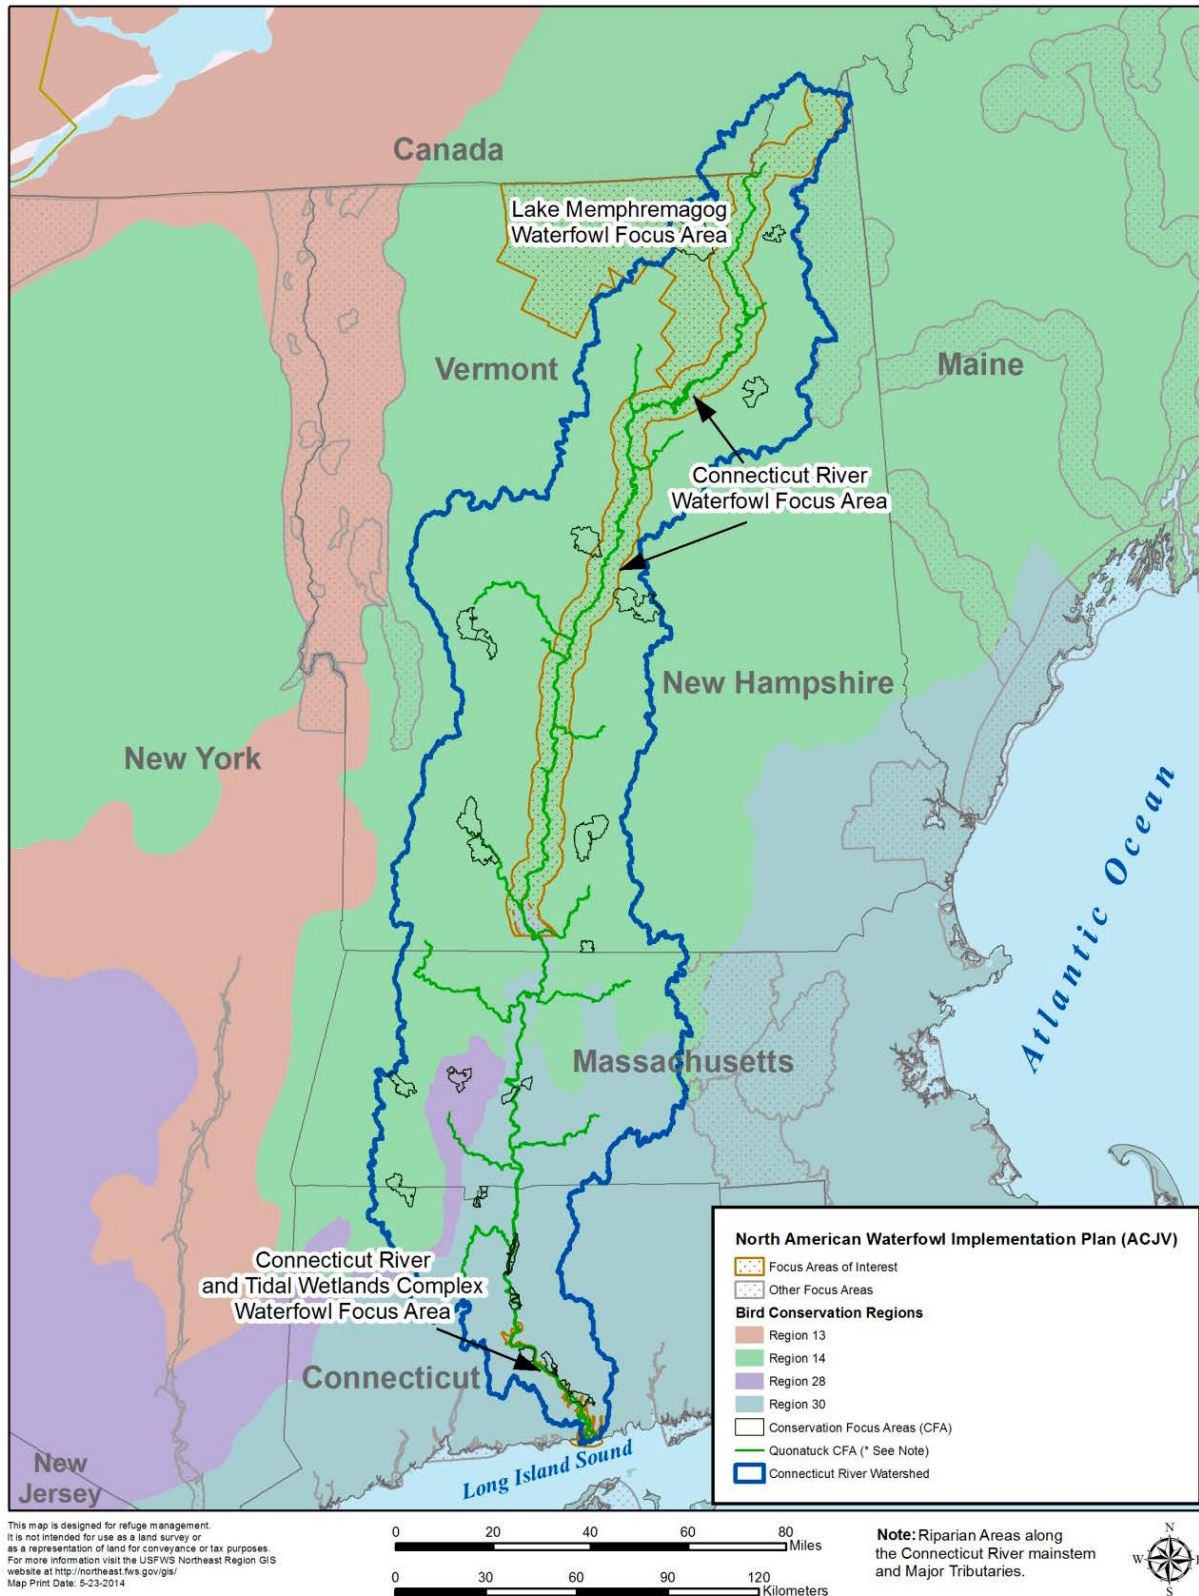 Canada
Lake Memphremagog
Waterfowl Focus Area
Vermont
Maine
Connecticut River
Waterfowl Focus Area
New Hampshire
New York
Atlantic Ocean
Massachusetts
Connecticut River
and Tidal Wetlands Complex
Waterfowl Focus Area
Connecticut
New
Jersey
Long Island Sound
North American Waterfowl Implementation Plan (ACJV)
Focus Areas of Interest
Other Focus Areas
Bird Conservation Regions
Region 13
Region 14
Region 28
Region 30
Conservation Focus Areas (CFA)
Quonatuck CFA (* See Note)
Connecticut River Watershed
This map is designed for refuge management.
It is not intended for use as a land survey or
as a representation of land for conveyance or tax purposes.
For more information visit the USFWS Northeast Region GIS
website at http://northeast.fws.gov/gis/
Map Print Date: 5-23-2014
0 20 40 60 80
Miles
0 30 60 90 120
Kilometers
Note: Riparian Areas along
the Connecticut River mainstem
and Major Tributaries.
N
W E
S